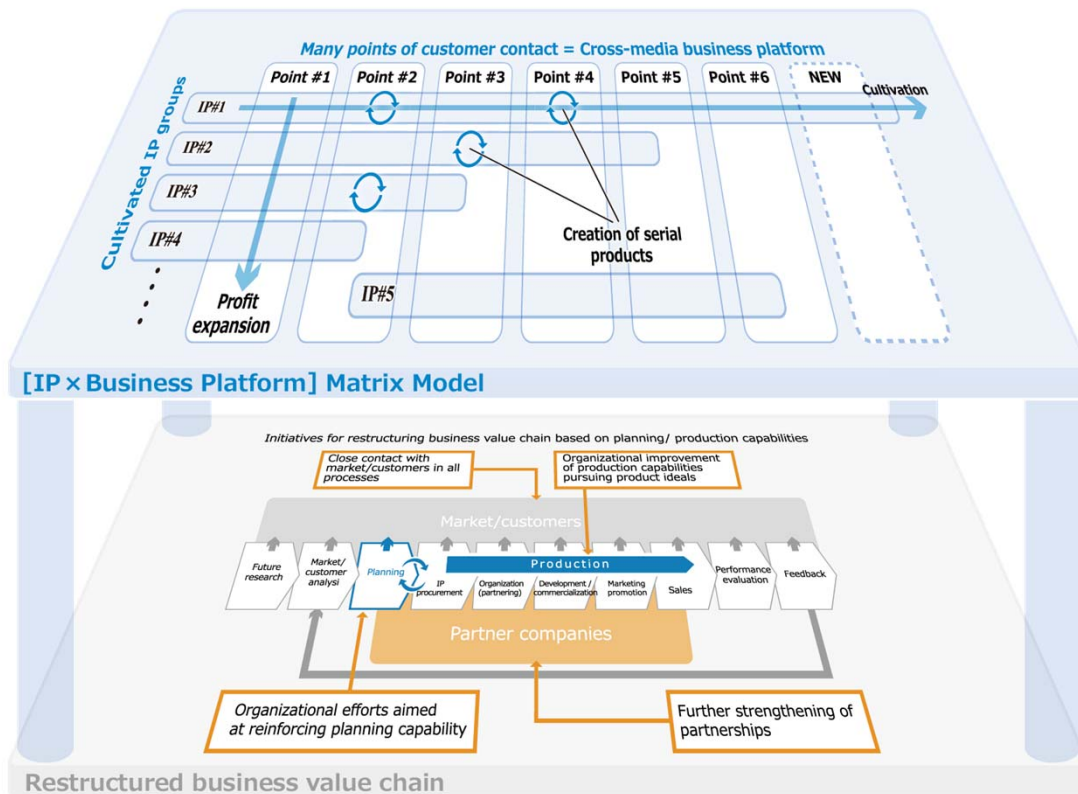 Many points of customer contact = Cross-media business platform
Point #1
Point #2
Point #3
Point #4
Point #5
Point #6
NEW
Cultivation
Cultivated IP groups
IP#1
IP#2
IP#3
IP#4
IP#5
Creation of serial
products
Profit
expansion
[IP×Business Platform] Matrix Model
Initiatives for restructuring business value chain based on planning/ production capabilities
Close contact with
market/customers in all
processes
Organizational improvement
of production capabilities
pursuing product ideals
Market/customers
Future
research
Market/
customer
analysi
Planning
Production
IP
procurement
Organization
(partnering)
Development /
commercialization
Marketing
promotion
Sales
Performance
evaluation
Feedback
Partner companies
Organizational efforts aimed
at reinforcing planning capability
Further strengthening of
partnerships
Restructured business value chain